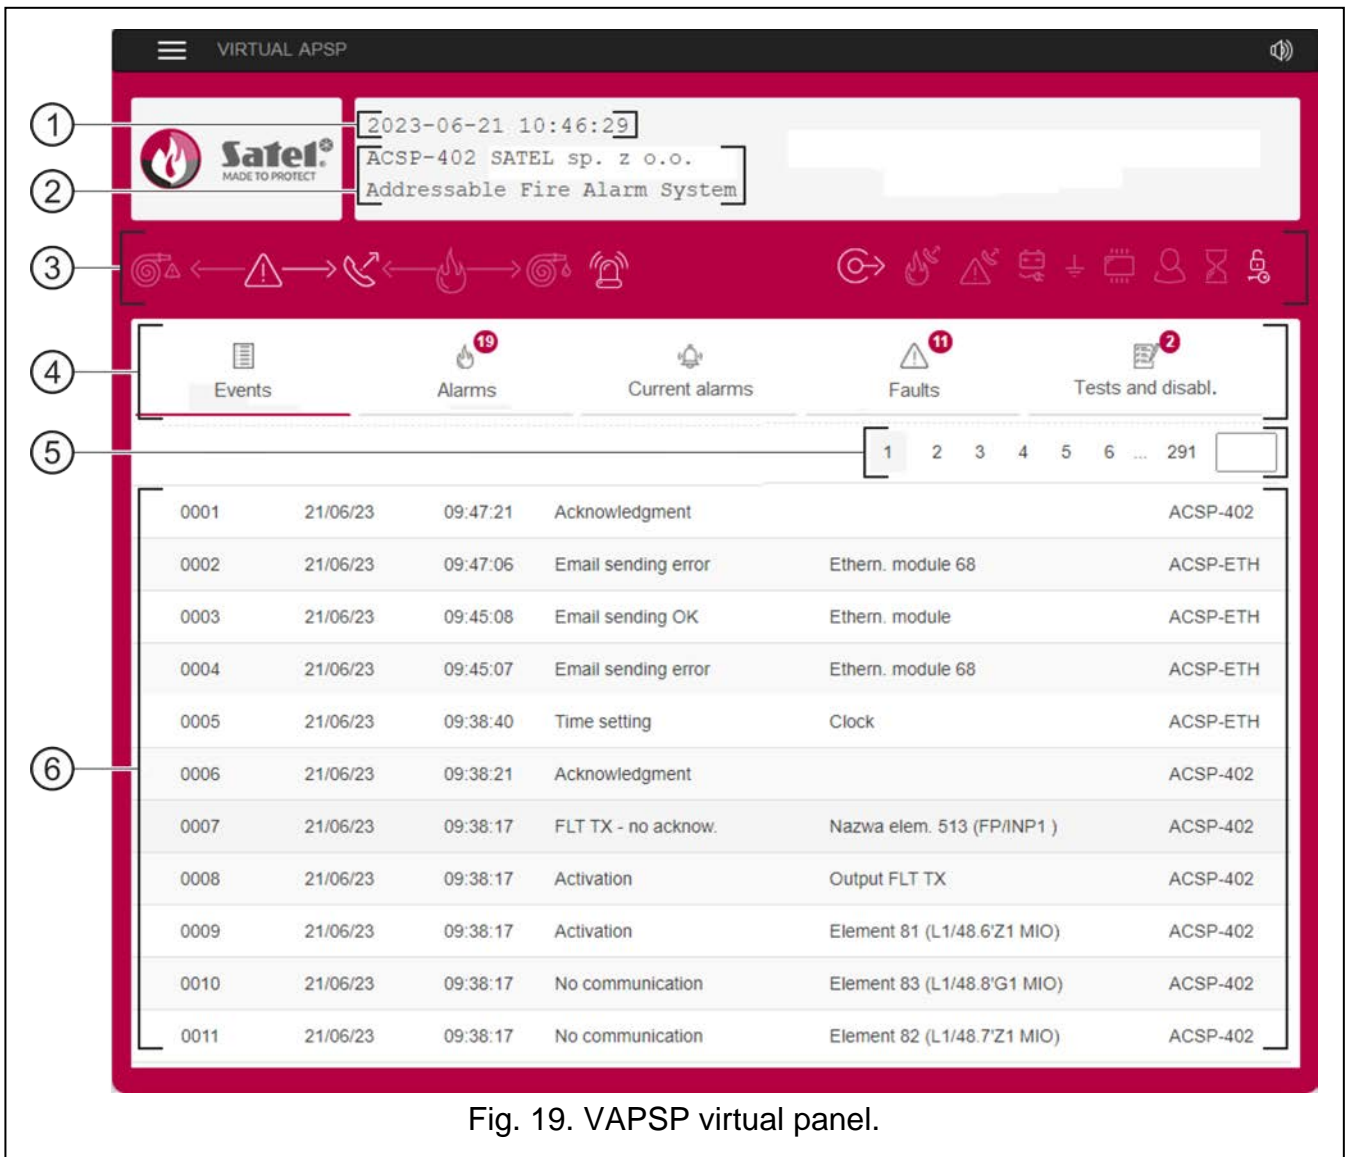 VIRTUAL APSP
1
2023-06-21 10:46:29
Satel®
MADE TO PROTECT
ACSP-402 SATEL sp. z o.o.
2
Addressable Fire Alarm System
3
4
19
11
2
Events
Alarms
Current alarms
Faults
Tests and disabl.
5
1 2 3 4 5 6 ... 291
0001 21/06/23 09:47:21 Acknowledgment ACSP-402
0002 21/06/23 09:47:06 Email sending error Ethern. module 68 ACSP-ETH
0003 21/06/23 09:45:08 Email sending OK Ethern. module ACSP-ETH
0004 21/06/23 09:45:07 Email sending error Ethern. module 68 ACSP-ETH
0005 21/06/23 09:38:40 Time setting Clock ACSP-ETH
6
0006 21/06/23 09:38:21 Acknowledgment ACSP-402
0007 21/06/23 09:38:17 FLT TX - no acknow. Nazwa elem. 513 (FP/INP1 ) ACSP-402
0008 21/06/23 09:38:17 Activation Output FLT TX ACSP-402
0009 21/06/23 09:38:17 Activation Element 81 (L1/48.6'Z1 MIO) ACSP-402
0010 21/06/23 09:38:17 No communication Element 83 (L1/48.8'G1 MIO) ACSP-402
0011 21/06/23 09:38:17 No communication Element 82 (L1/48.7'Z1 MIO) ACSP-402
Fig. 19. VAPSP virtual panel.